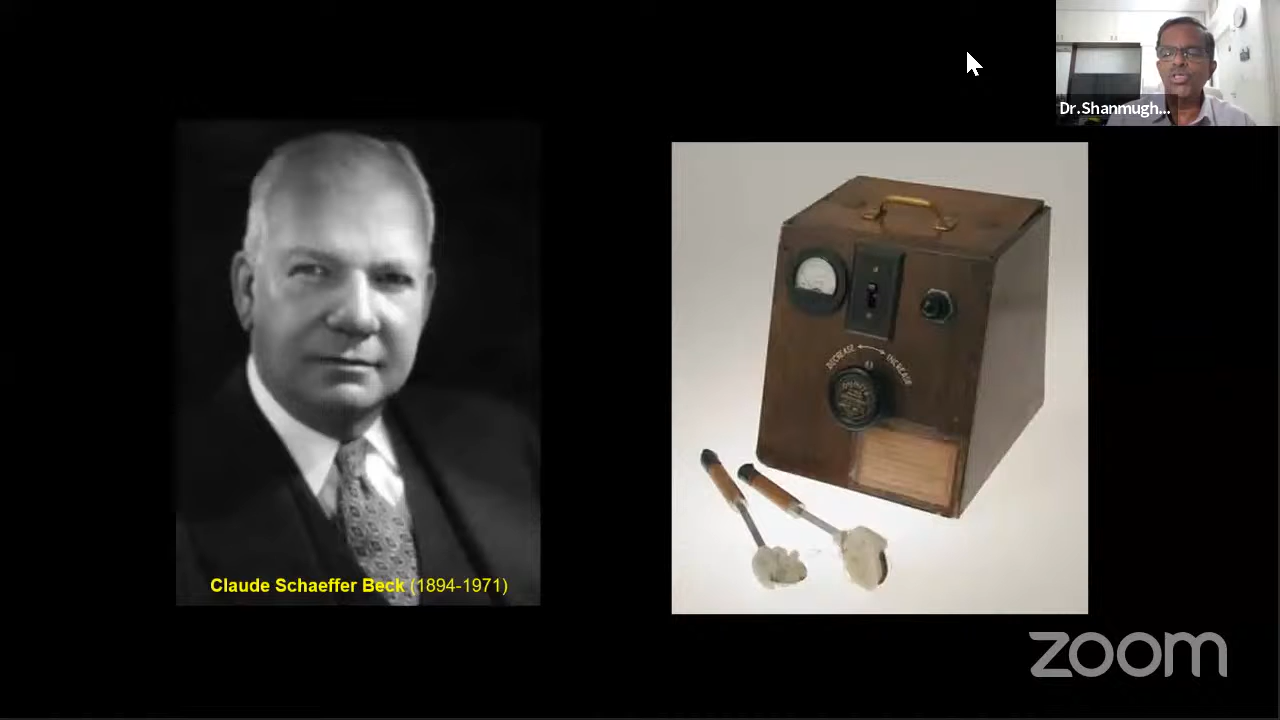 Dr.Shanmugh...
DECREASE
INCREASE
Claude Schaeffer Beck (1894-1971)
zoom